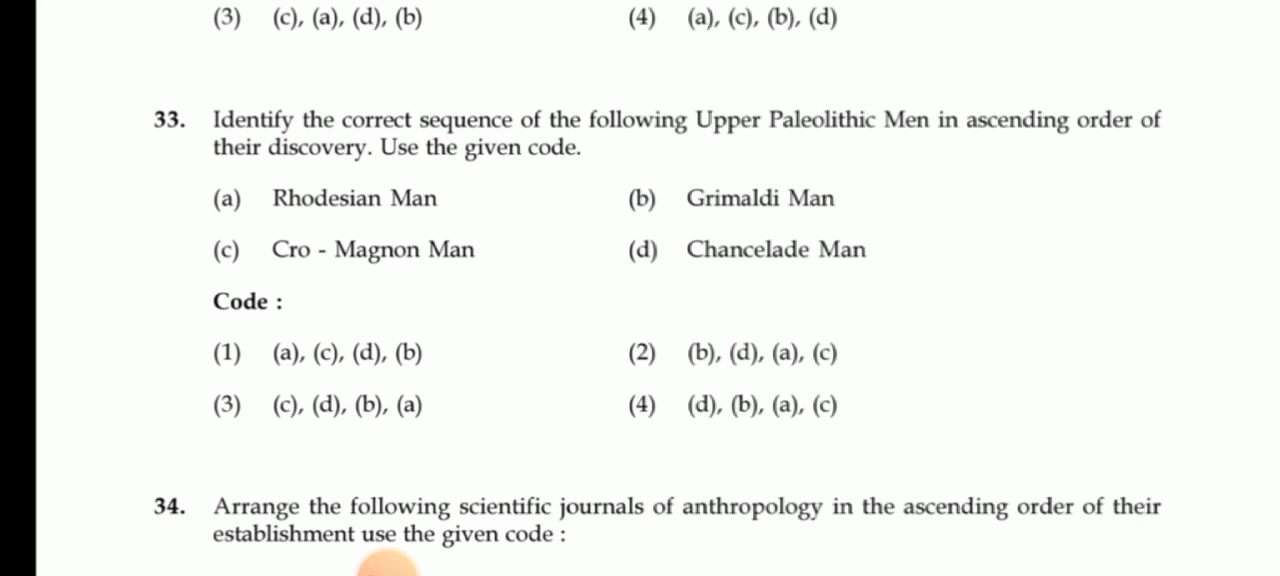 (3) (c), (a), (d), (b) (4) (a), (c), (b), (d)
33. Identify the correct sequence of the following Upper Paleolithic Men in ascending order of
their discovery. Use the given code.
(a) Rhodesian Man (b) Grimaldi Man
(c) Cro - Magnon Man (d) Chancelade Man
Code :
(1) (a), (c), (d), (b) (2) (b), (d), (a), (c)
(3) (c), (d), (b), (a) (4) (d), (b), (a), (c)
34. Arrange the following scientific journals of anthropology in the ascending order of their
establishment use the given code :